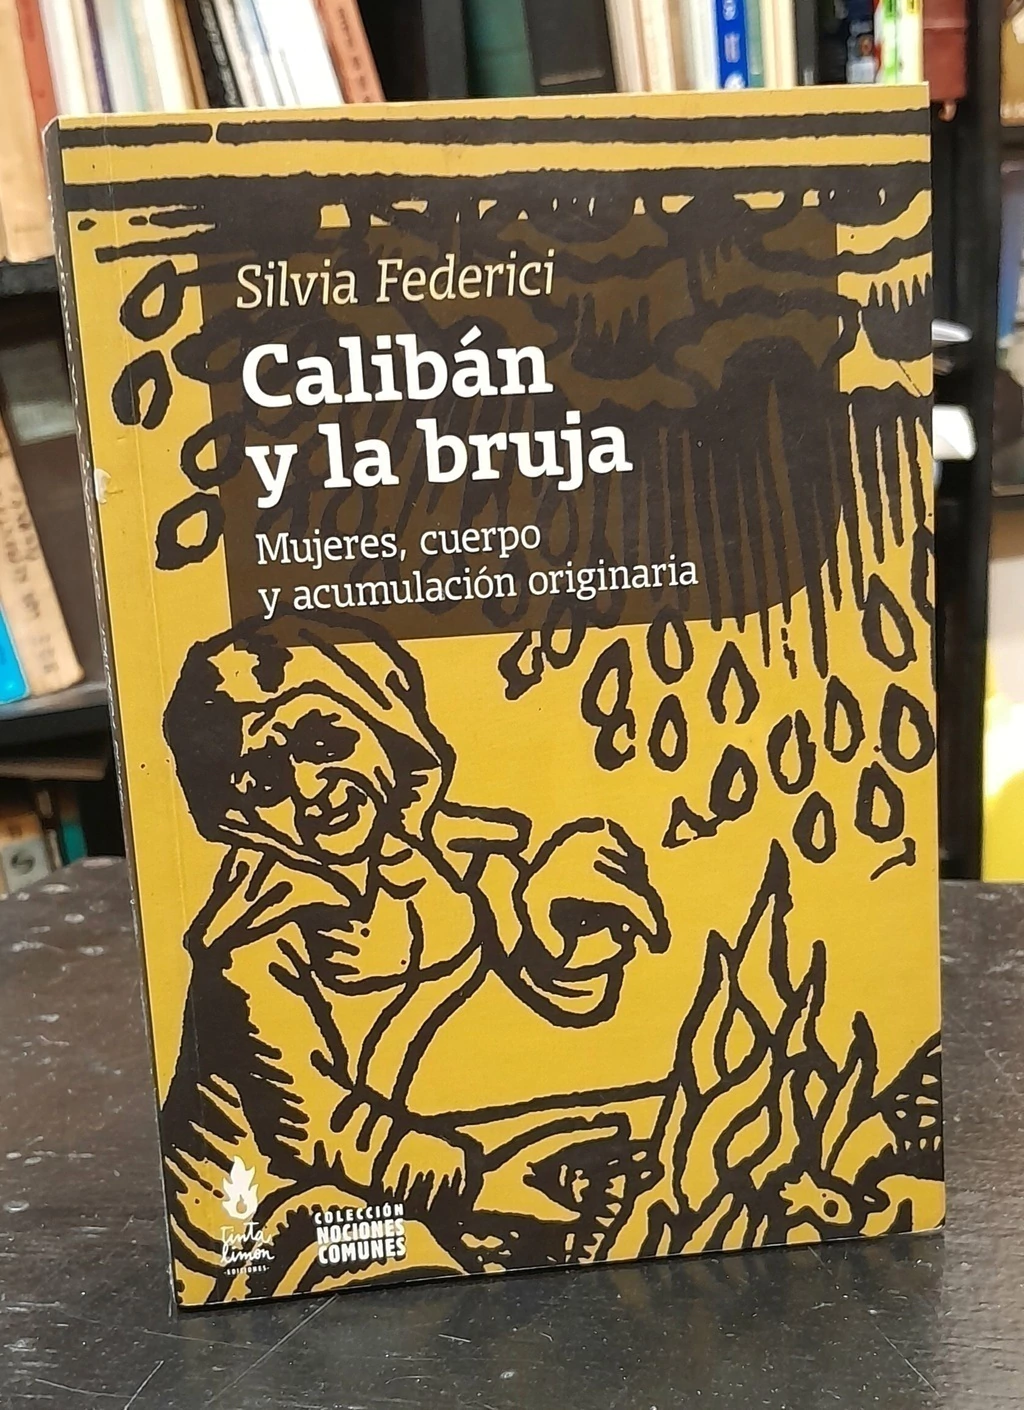 Silvia Federici
Calibán
y la bruja
Mujeres, cuerpo
y acumulación originaria
tinta
limón
·EDICIONES·
COLECCIÓN
NOCIONES
COMUNES